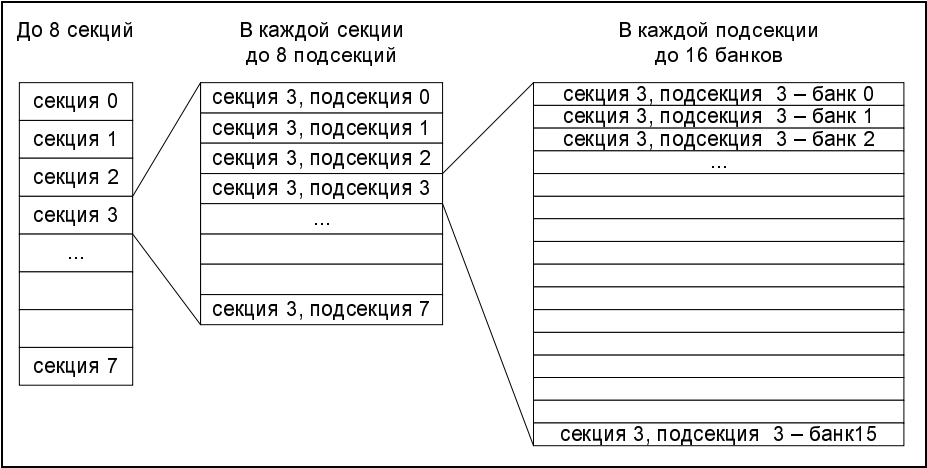 До 8 секций
секция 0
секция 1
секция 2
секция 3
...
секция 7
В каждой секции
до 8 подсекций
секция 3, подсекция 0
секция 3, подсекция 1
секция 3, подсекция 2
секция 3, подсекция 3
...
секция 3, подсекция 7
В каждой подсекции
до 16 банков
секция 3, подсекция  3 – банк 0
секция 3, подсекция  3 – банк 1
секция 3, подсекция  3 – банк 2
...
секция 3, подсекция  3 – банк15